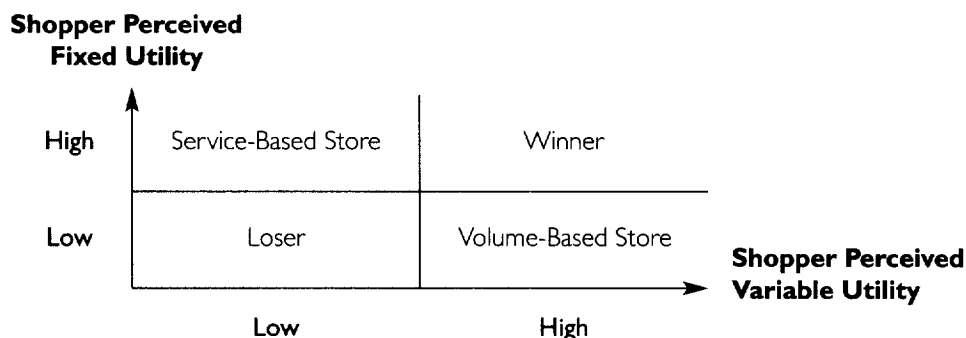 Shopper Perceived
Fixed Utility
High
Service-Based Store
Winner
Low
Loser
Volume-Based Store
Shopper Perceived
Variable Utility
Low
High